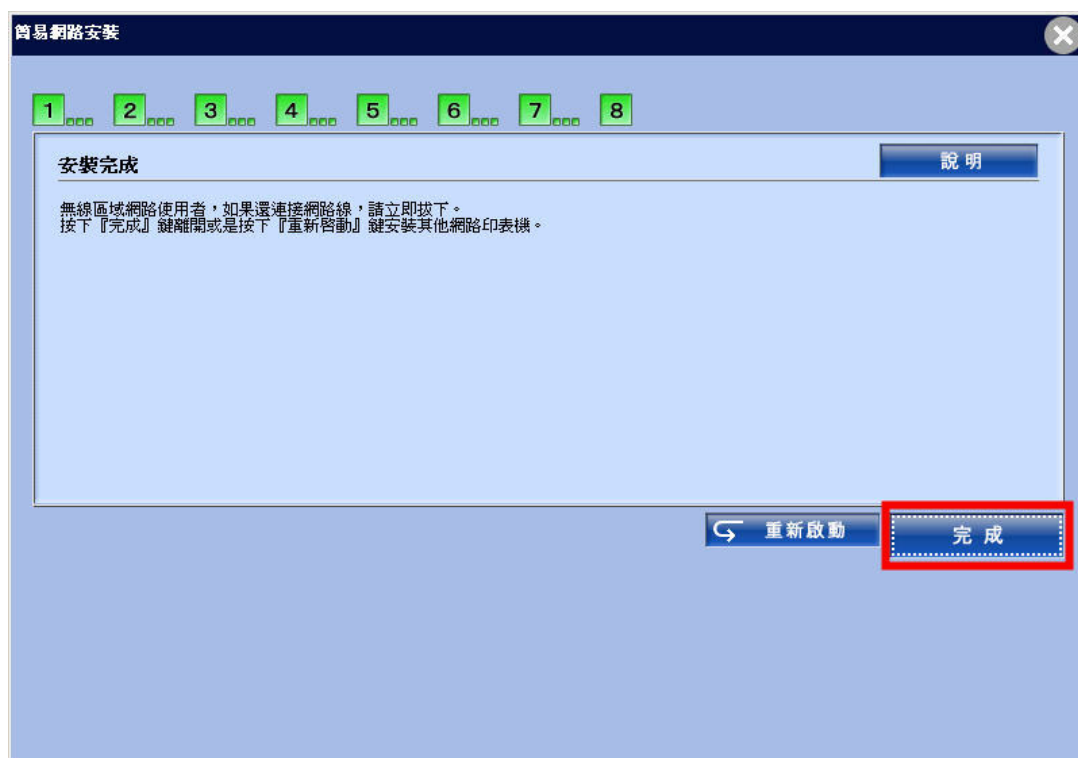 簡易網路安裝
1 2 3 4 5 6 7 8
安裝完成
說明
無線區域網路使用者，如果還連接網路線，請立即拔下。
按下『完成』鍵離開或是按下『重新啓動』鍵安裝其他網路印表機。
重新啟動
完成